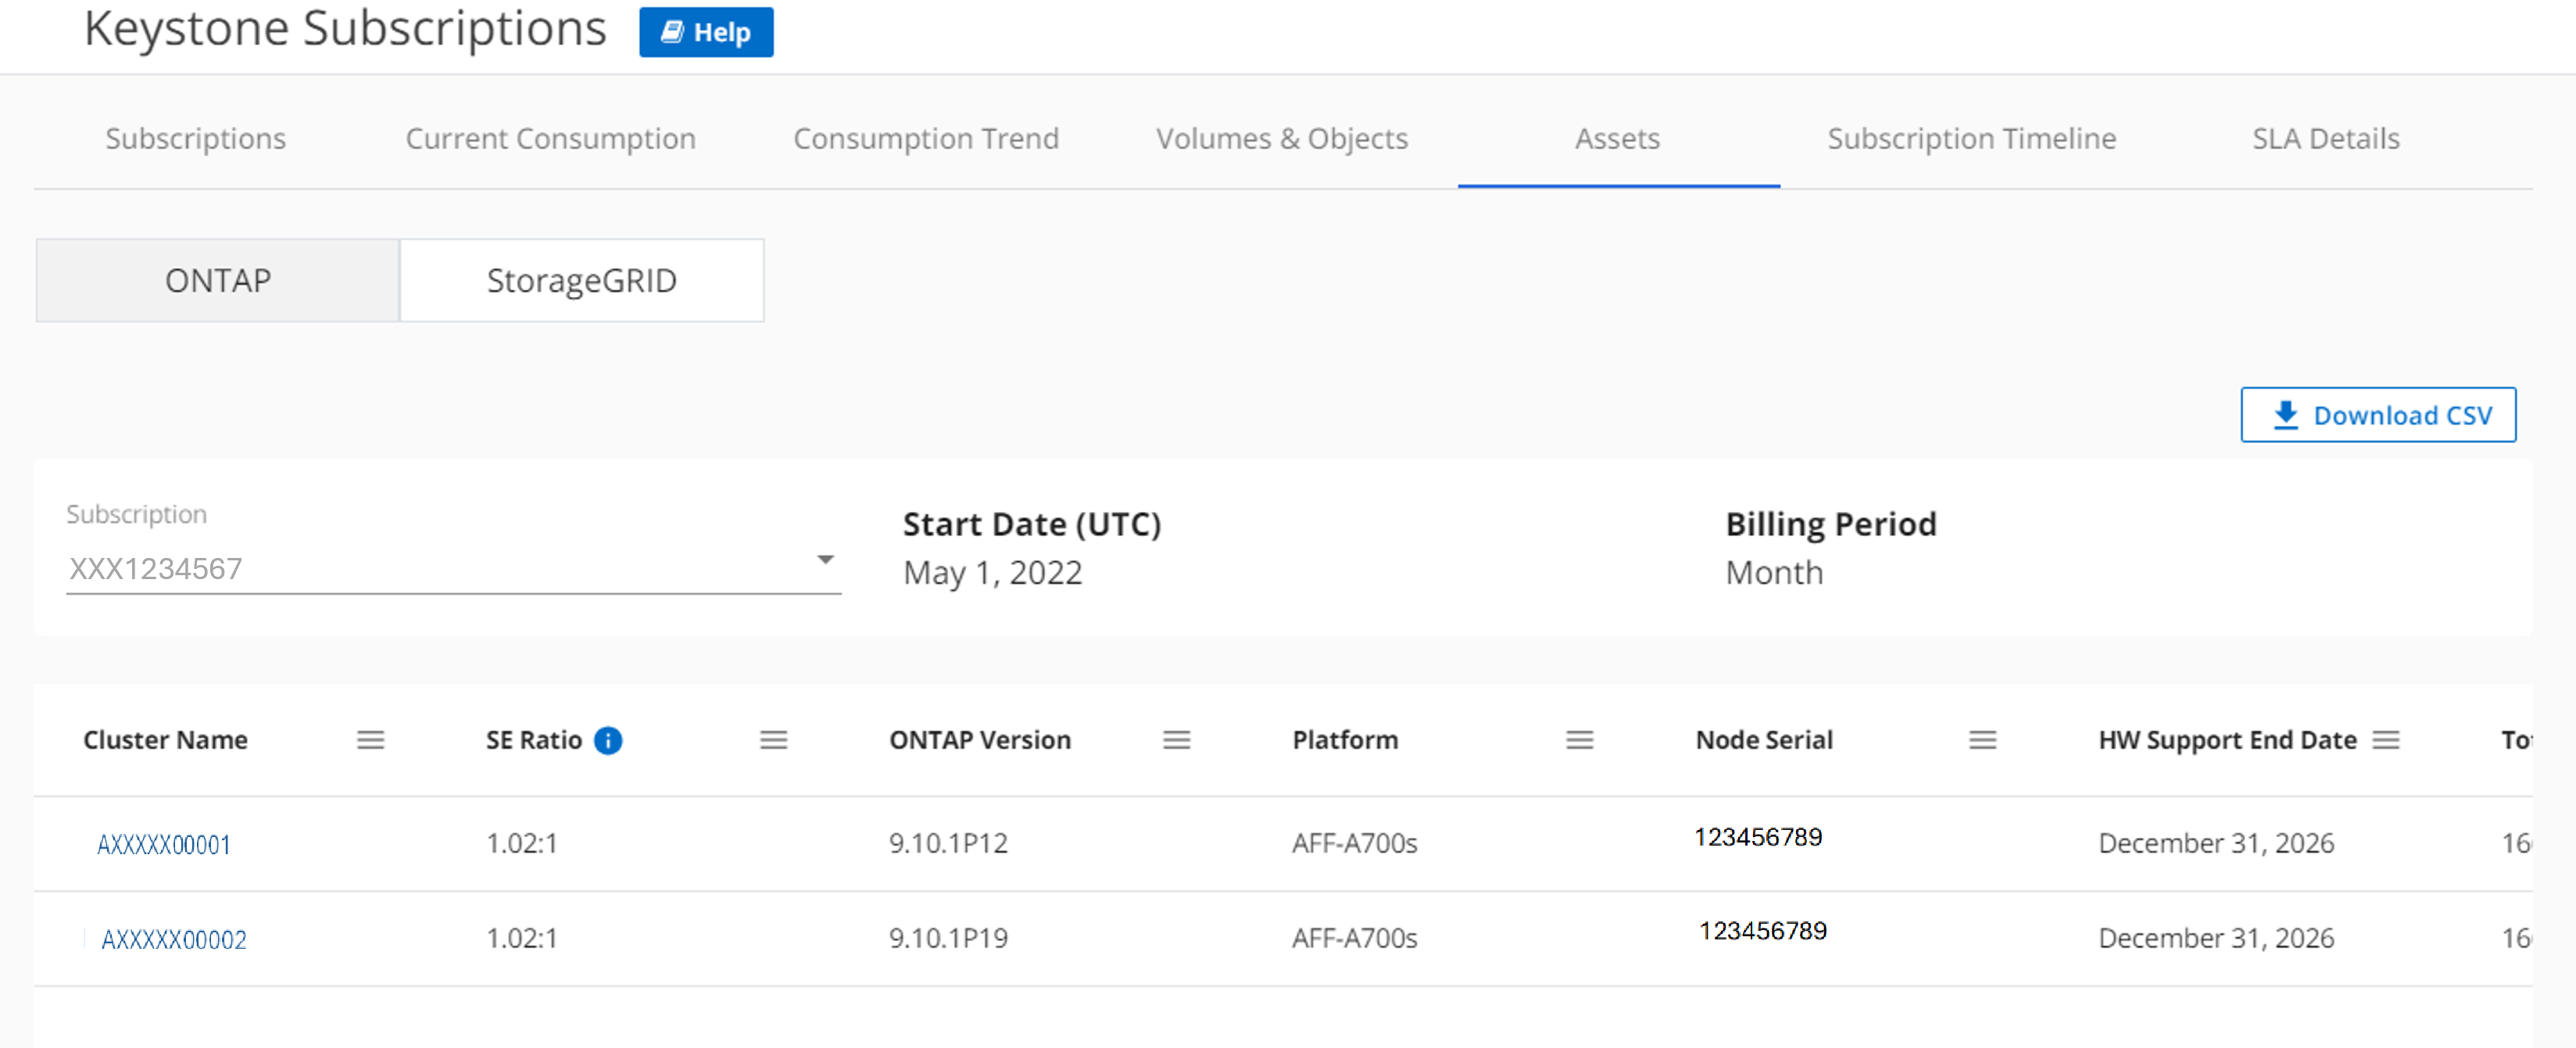 Keystone Subscriptions Help
Subscriptions Current Consumption Consumption Trend Volumes & Objects Assets Subscription Timeline SLA Details
ONTAP StorageGRID
Download CSV
Subscription
XXX1234567
Start Date (UTC)
May 1, 2022
Billing Period
Month
Cluster Name SE Ratio ONTAP Version Platform Node Serial HW Support End Date
AXXXXX00001 1.02:1 9.10.1P12 AFF-A700s 123456789 December 31, 2026
AXXXXX00002 1.02:1 9.10.1P19 AFF-A700s 123456789 December 31, 2026